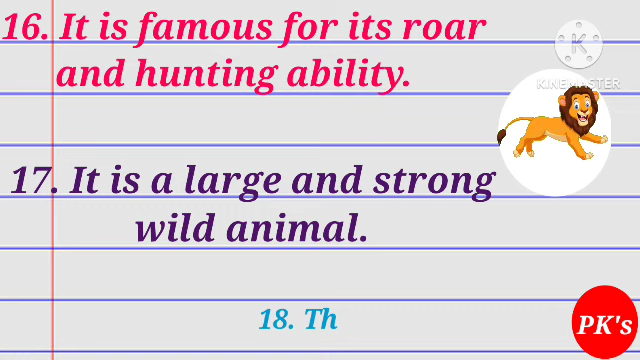 16. It is famous for its roar
and hunting ability.
K
KINEMASTER
17. It is a large and strong
wild animal.
18. Th
PK's